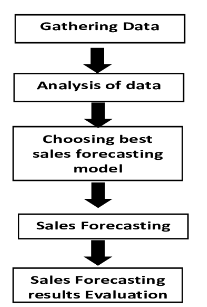 Gathering Data
Analysis of data
Choosing best
sales forecasting
model
Sales Forecasting
Sales Forecasting
results Evaluation